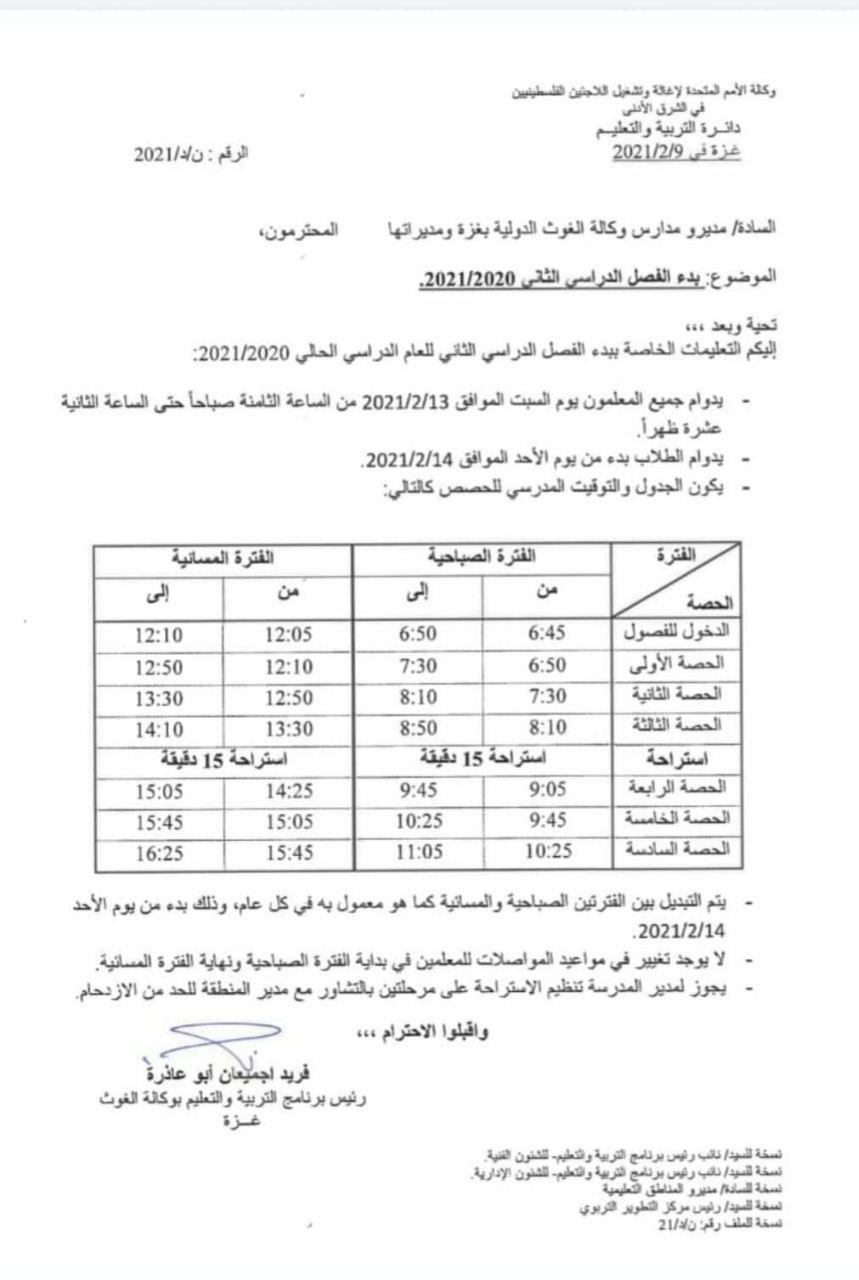 وكالة الأمم المتحدة لإغاثة وتشغيل اللاجئين الفلسطينيين
في الشرق الأدنى
دائرة التربية والتعليم
غزة في 2021/2/9
الرقم : ن/د/2021
السادة/ مديرو مدارس وكالة الغوث الدولية بغزة ومديراتها المحترمون،
الموضوع: بدء الفصل الدراسي الثاني 2021/2020.
تحية وبعد ،،،
إليكم التعليمات الخاصة ببدء الفصل الدراسي الثاني للعام الدراسي الحالي 2021/2020:
- يداوم جميع المعلمون يوم السبت الموافق 2021/2/13 من الساعة الثامنة صباحاً حتى الساعة الثانية
عشرة ظهراً.
- يداوم الطلاب بدء من يوم الأحد الموافق 2021/2/14.
- يكون الجدول والتوقيت المدرسي للحصص كالتالي:
الفترة الفترة الصباحية الفترة المسائية
الحصة من إلى من إلى
الدخول للفصول 6:45 6:50 12:05 12:10
الحصة الأولى 6:50 7:30 12:10 12:50
الحصة الثانية 7:30 8:10 12:50 13:30
الحصة الثالثة 8:10 8:50 13:30 14:10
استراحة استراحة 15 دقيقة استراحة 15 دقيقة
الحصة الرابعة 9:05 9:45 14:25 15:05
الحصة الخامسة 9:45 10:25 15:05 15:45
الحصة السادسة 10:25 11:05 15:45 16:25
- يتم التبديل بين الفترتين الصباحية والمسائية كما هو معمول به في كل عام، وذلك بدء من يوم الأحد
2021/2/14.
- لا يوجد تغيير في مواعيد المواصلات للمعلمين في بداية الفترة الصباحية ونهاية الفترة المسائية.
- يجوز لمدير المدرسة تنظيم الاستراحة على مرحلتين بالتشاور مع مدير المنطقة للحد من الازدحام.
واقبلوا الاحترام ،،،
فريد اجميعان أبو عاذرة
رئيس برنامج التربية والتعليم بوكالة الغوث
غزة
نسخة للسيد/ نائب رئيس برنامج التربية والتعليم- للشئون الفنية.
نسخة للسيد/ نائب رئيس برنامج التربية والتعليم- للشئون الإدارية.
نسخة للسادة/ مديرو المناطق التعليمية
نسخة للسيد/ رئيس مركز التطوير التربوي
نسخة للملف رقم: ن/د/21